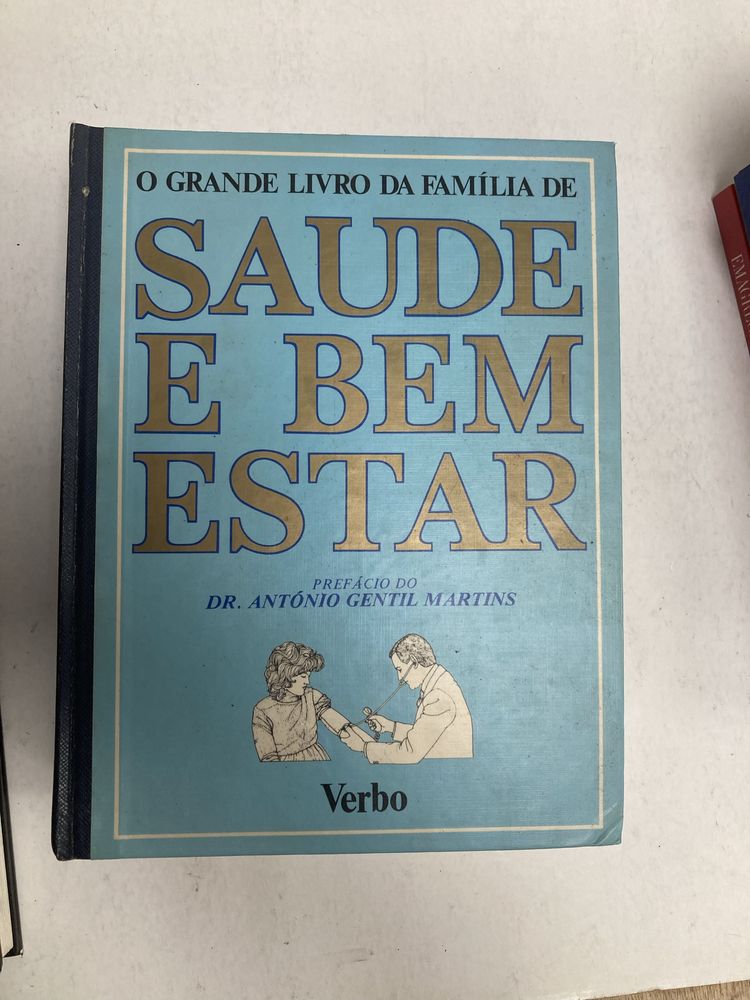 O GRANDE LIVRO DA FAMÍLIA DE
SAUDE
E BEM
ESTAR
PREFÁCIO DO
DR. ANTÓNIO GENTIL MARTINS
Verbo